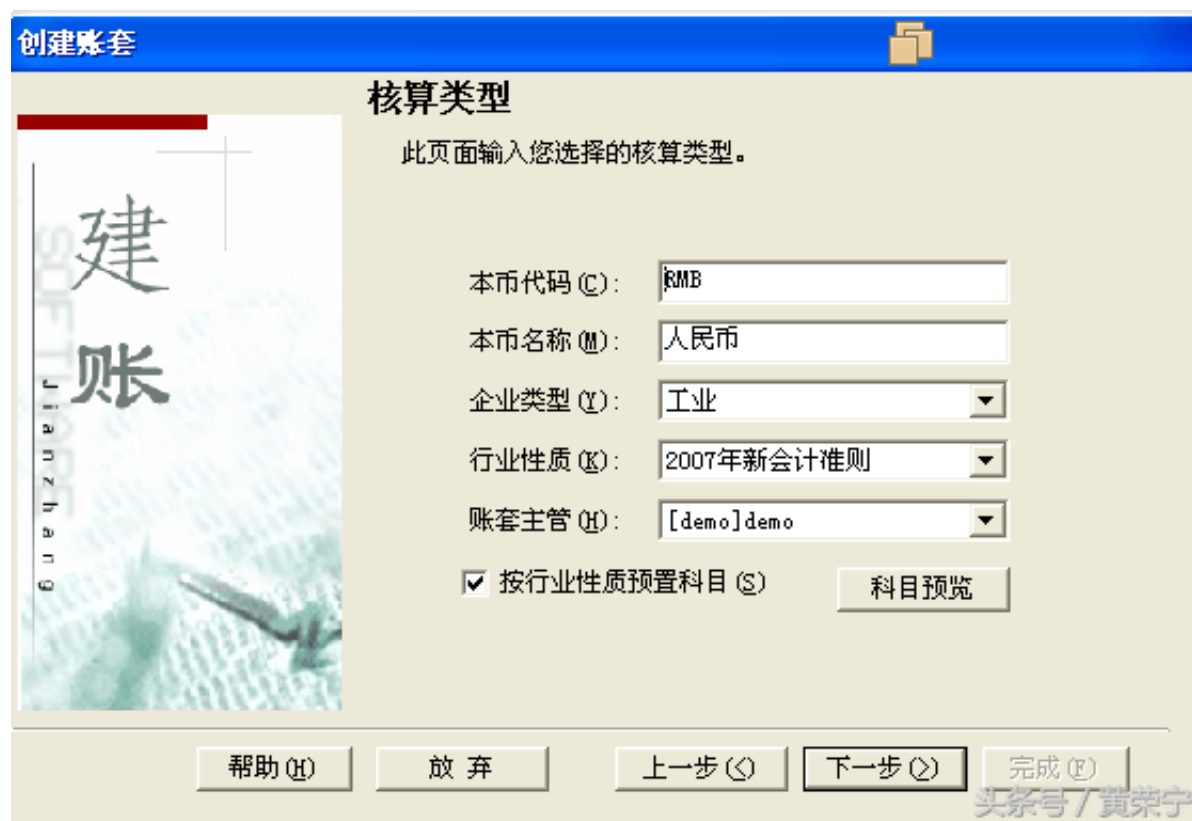 创建账套
核算类型
此页面输入您选择的核算类型。
建账
SOFTWARE
Jianzhang
本币代码(C): RMB
本币名称(M): 人民币
企业类型(Y): 工业
行业性质(K): 2007年新会计准则
账套主管(H): [demo]demo
按行业性质预置科目(S) 科目预览
帮助(H) 放弃 上一步(<) 下一步(>) 完成(F)
头条号 / 黄荣宁